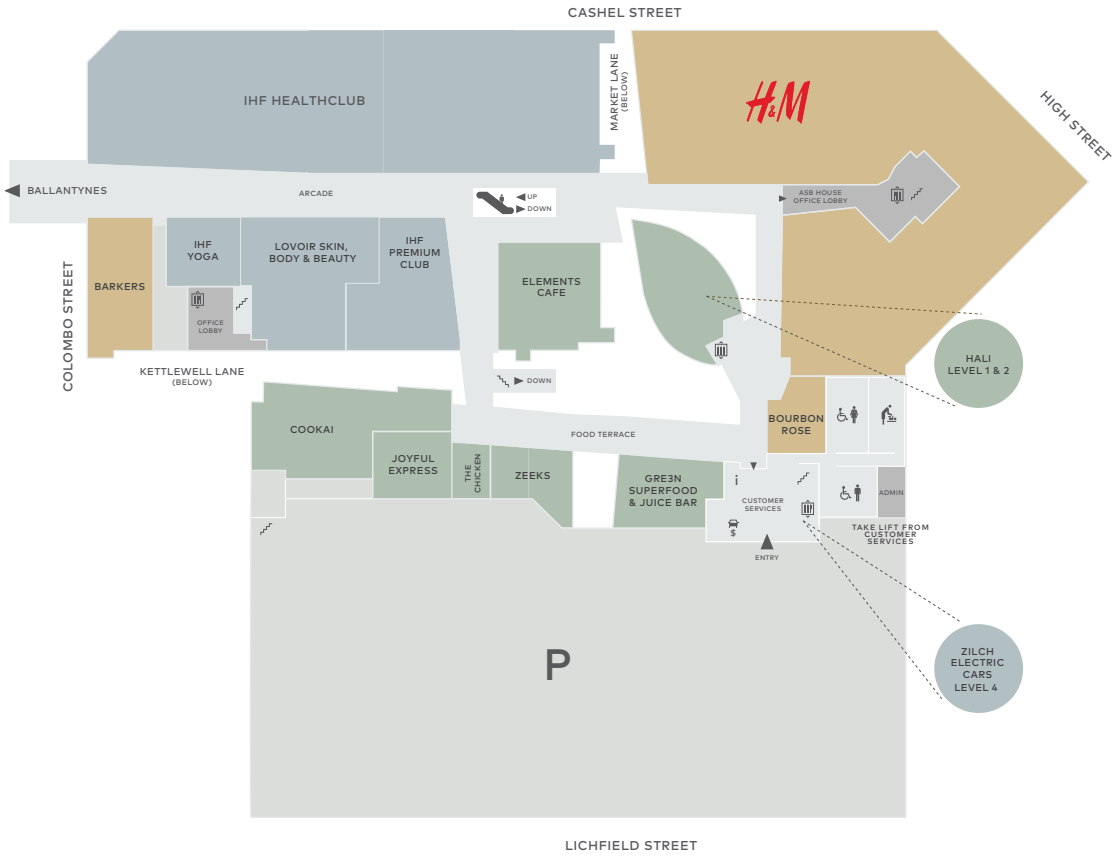 CASHEL STREET
IHF HEALTHCLUB
MARKET LANE
(BELOW)
H&M
HIGH STREET
BALLANTYNES
ARCADE
UP
DOWN
ASB HOUSE
OFFICE LOBBY
COLOMBO STREET
BARKERS
IHF
YOGA
LOVOIR SKIN,
BODY & BEAUTY
IHF
PREMIUM
CLUB
OFFICE
LOBBY
ELEMENTS
CAFE
HALI
LEVEL 1 & 2
KETTLEWELL LANE
(BELOW)
DOWN
COOKAI
JOYFUL
EXPRESS
THE
CHICKEN
ZEEKS
FOOD TERRACE
GRE3N
SUPERFOOD
& JUICE BAR
BOURBON
ROSE
i
CUSTOMER
SERVICES
$
ENTRY
ADMIN
TAKE LIFT FROM
CUSTOMER
SERVICES
P
ZILCH
ELECTRIC
CARS
LEVEL 4
LICHFIELD STREET